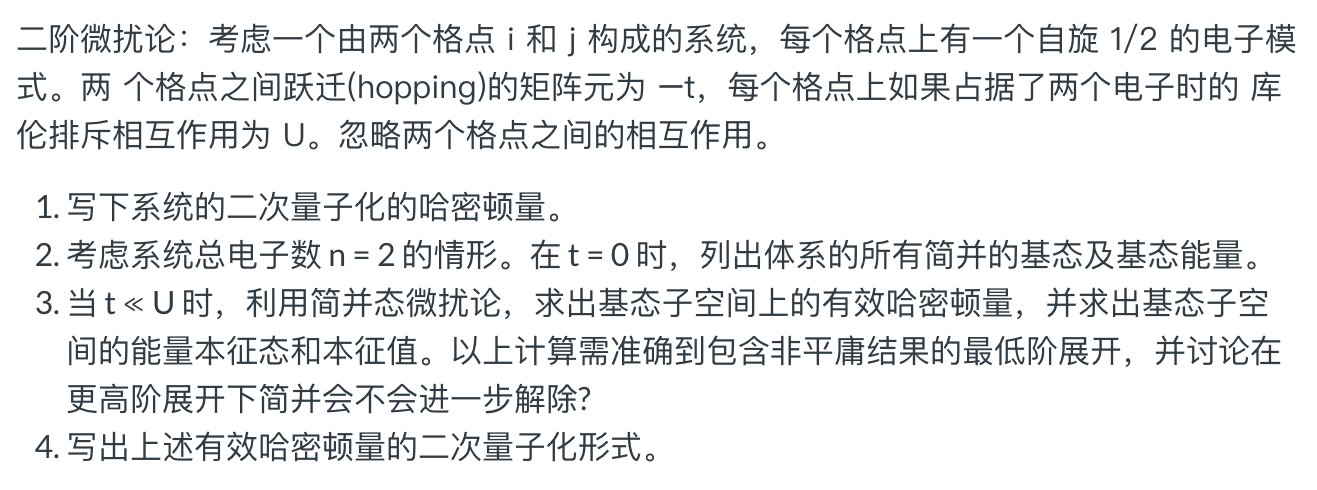 二阶微扰论：考虑一个由两个格点 i 和 j 构成的系统，每个格点上有一个自旋 1/2 的电子模
式。两 个格点之间跃迁(hopping)的矩阵元为 −t，每个格点上如果占据了两个电子时的 库
伦排斥相互作用为 U。忽略两个格点之间的相互作用。
1. 写下系统的二次量子化的哈密顿量。
2. 考虑系统总电子数 n = 2 的情形。在 t = 0 时，列出体系的所有简并的基态及基态能量。
3. 当 t ≪ U 时，利用简并态微扰论，求出基态子空间上的有效哈密顿量，并求出基态子空
间的能量本征态和本征值。以上计算需准确到包含非平庸结果的最低阶展开，并讨论在
更高阶展开下简并会不会进一步解除?
4. 写出上述有效哈密顿量的二次量子化形式。